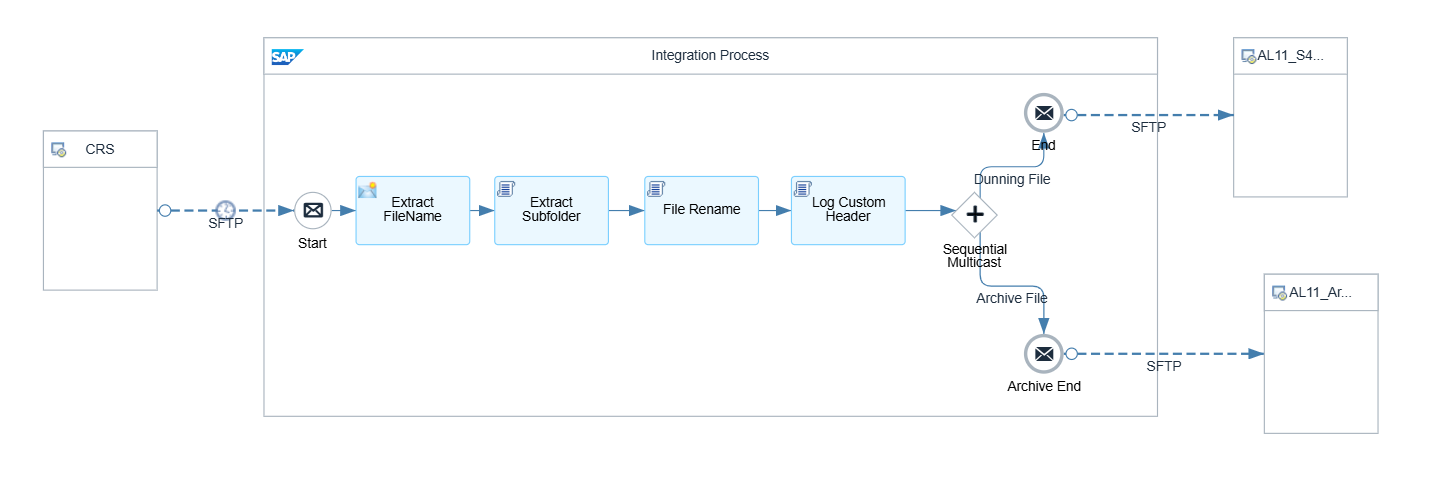 SAP
Integration Process
AL11_S4...
CRS
End
SFTP
Dunning File
Extract
FileName
Extract
Subfolder
File Rename
Log Custom
Header
SFTP
Start
Sequential
Multicast
Archive File
AL11_Ar...
SFTP
Archive End